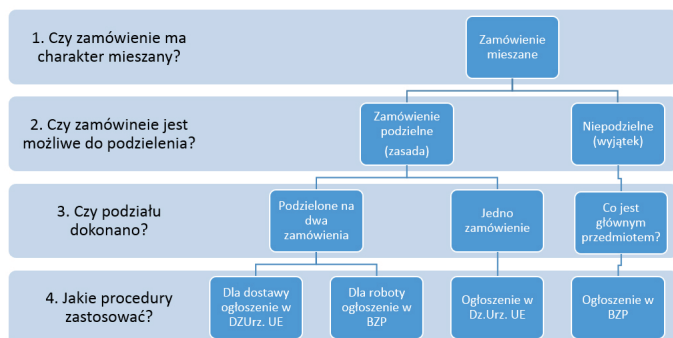 1. Czy zamówienie ma
charakter mieszany?
Zamówienie
mieszane
2. Czy zamówineie jest
możliwe do podzielenia?
Zamówienie
podzielne
(zasada)
Niepodzielne
(wyjątek)
3. Czy podziału
dokonano?
Podzielone na
dwa
zamówienia
Jedno
zamówienie
Co jest
głównym
przedmiotem?
4. Jakie procedury
zastosować?
Dla dostawy
ogłoszenie w
DZUrz. UE
Dla roboty
ogłoszenie w
BZP
Ogłoszenie w
Dz.Urz. UE
Ogłoszenie w
BZP